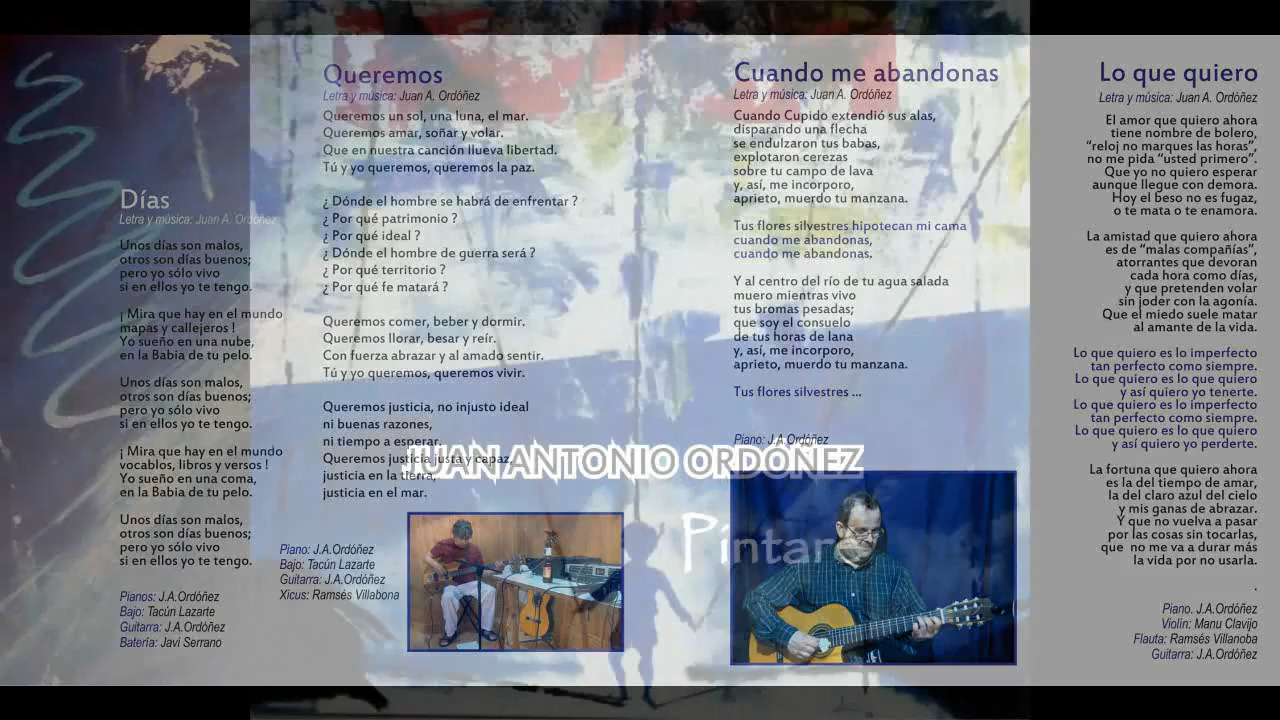 Días
Letra y música: Juan A. Ordóñez
Unos días son malos,
otros son días buenos;
pero yo sólo vivo
si en ellos yo te tengo.
¡ Mira que hay en el mundo
mapas y callejeros !
Yo sueño en una nube,
en la Babia de tu pelo.
Unos días son malos,
otros son días buenos;
pero yo sólo vivo
si en ellos yo te tengo.
¡ Mira que hay en el mundo
vocablos, libros y versos !
Yo sueño en una coma,
en la Babia de tu pelo.
Unos días son malos,
otros son días buenos;
pero yo sólo vivo
si en ellos yo te tengo.
Pianos: J.A.Ordóñez
Bajo: Tacún Lazarte
Guitarra: J.A.Ordóñez
Batería: Javi Serrano
Queremos
Letra y música: Juan A. Ordóñez
Queremos un sol, una luna, el mar.
Queremos amar, soñar y volar.
Que en nuestra canción llueva libertad.
Tú y yo queremos, queremos la paz.
¿ Dónde el hombre se habrá de enfrentar ?
¿ Por qué patrimonio ?
¿ Por qué ideal ?
¿ Dónde el hombre de guerra será ?
¿ Por qué territorio ?
¿ Por qué fe matará ?
Queremos comer, beber y dormir.
Queremos llorar, besar y reír.
Con fuerza abrazar y al amado sentir.
Tú y yo queremos, queremos vivir.
Queremos justicia, no injusto ideal
ni buenas razones,
ni tiempo a esperar.
Queremos justicia justa y capaz,
justicia en la tierra,
justicia en el mar.
Piano: J.A.Ordóñez
Bajo: Tacún Lazarte
Guitarra: J.A.Ordóñez
Xicus: Ramsés Villabona
JUAN ANTONIO ORDÓÑEZ
Pintar
Cuando me abandonas
Letra y música: Juan A. Ordóñez
Cuando Cupido extendió sus alas,
disparando una flecha
se endulzaron tus babas,
explotaron cerezas
sobre tu campo de lava
y, así, me incorporo,
aprieto, muerdo tu manzana.
Tus flores silvestres hipotecan mi cama
cuando me abandonas,
cuando me abandonas.
Y al centro del río de tu agua salada
muero mientras vivo
tus bromas pesadas;
que soy el consuelo
de tus horas de lana
y, así, me incorporo,
aprieto, muerdo tu manzana.
Tus flores silvestres ...
Piano: J.A.Ordóñez
Lo que quiero
Letra y música: Juan A. Ordóñez
El amor que quiero ahora
tiene nombre de bolero,
“reloj no marques las horas”,
no me pida “usted primero”.
Que yo no quiero esperar
aunque llegue con demora.
Hoy el beso no es fugaz,
o te mata o te enamora.
La amistad que quiero ahora
es de “malas compañías”,
atorrantes que devoran
cada hora como días,
y que pretenden volar
sin joder con la agonía.
Que el miedo suele matar
al amante de la vida.
Lo que quiero es lo imperfecto
tan perfecto como siempre.
Lo que quiero es lo que quiero
y así quiero yo tenerte.
Lo que quiero es lo imperfecto
tan perfecto como siempre.
Lo que quiero es lo que quiero
y así quiero yo perderte.
La fortuna que quiero ahora
es la del tiempo de amar,
la del claro azul del cielo
y mis ganas de abrazar.
Y que no vuelva a pasar
por las cosas sin tocarlas,
que no me va a durar más
la vida por no usarla.
.
Piano. J.A.Ordóñez
Violín: Manu Clavijo
Flauta: Ramsés Villanoba
Guitarra: J.A.Ordóñez